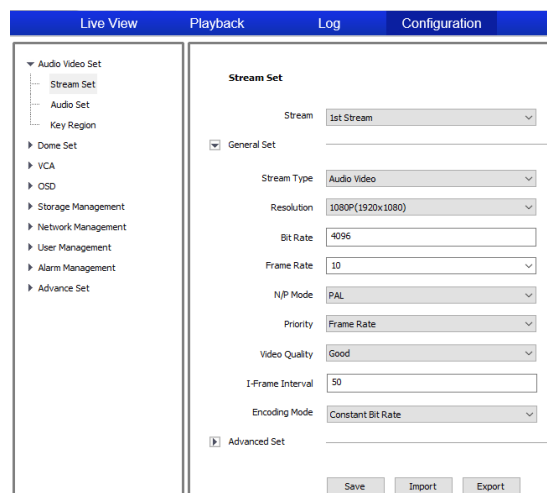 Live View Playback Log Configuration
Audio Video Set
Stream Set
Audio Set
Key Region
Dome Set
VCA
OSD
Storage Management
Network Management
User Management
Alarm Management
Advance Set
Stream Set
Stream 1st Stream
General Set
Stream Type Audio Video
Resolution 1080P(1920x1080)
Bit Rate 4096
Frame Rate 10
N/P Mode PAL
Priority Frame Rate
Video Quality Good
I-Frame Interval 50
Encoding Mode Constant Bit Rate
Advanced Set
Save Import Export